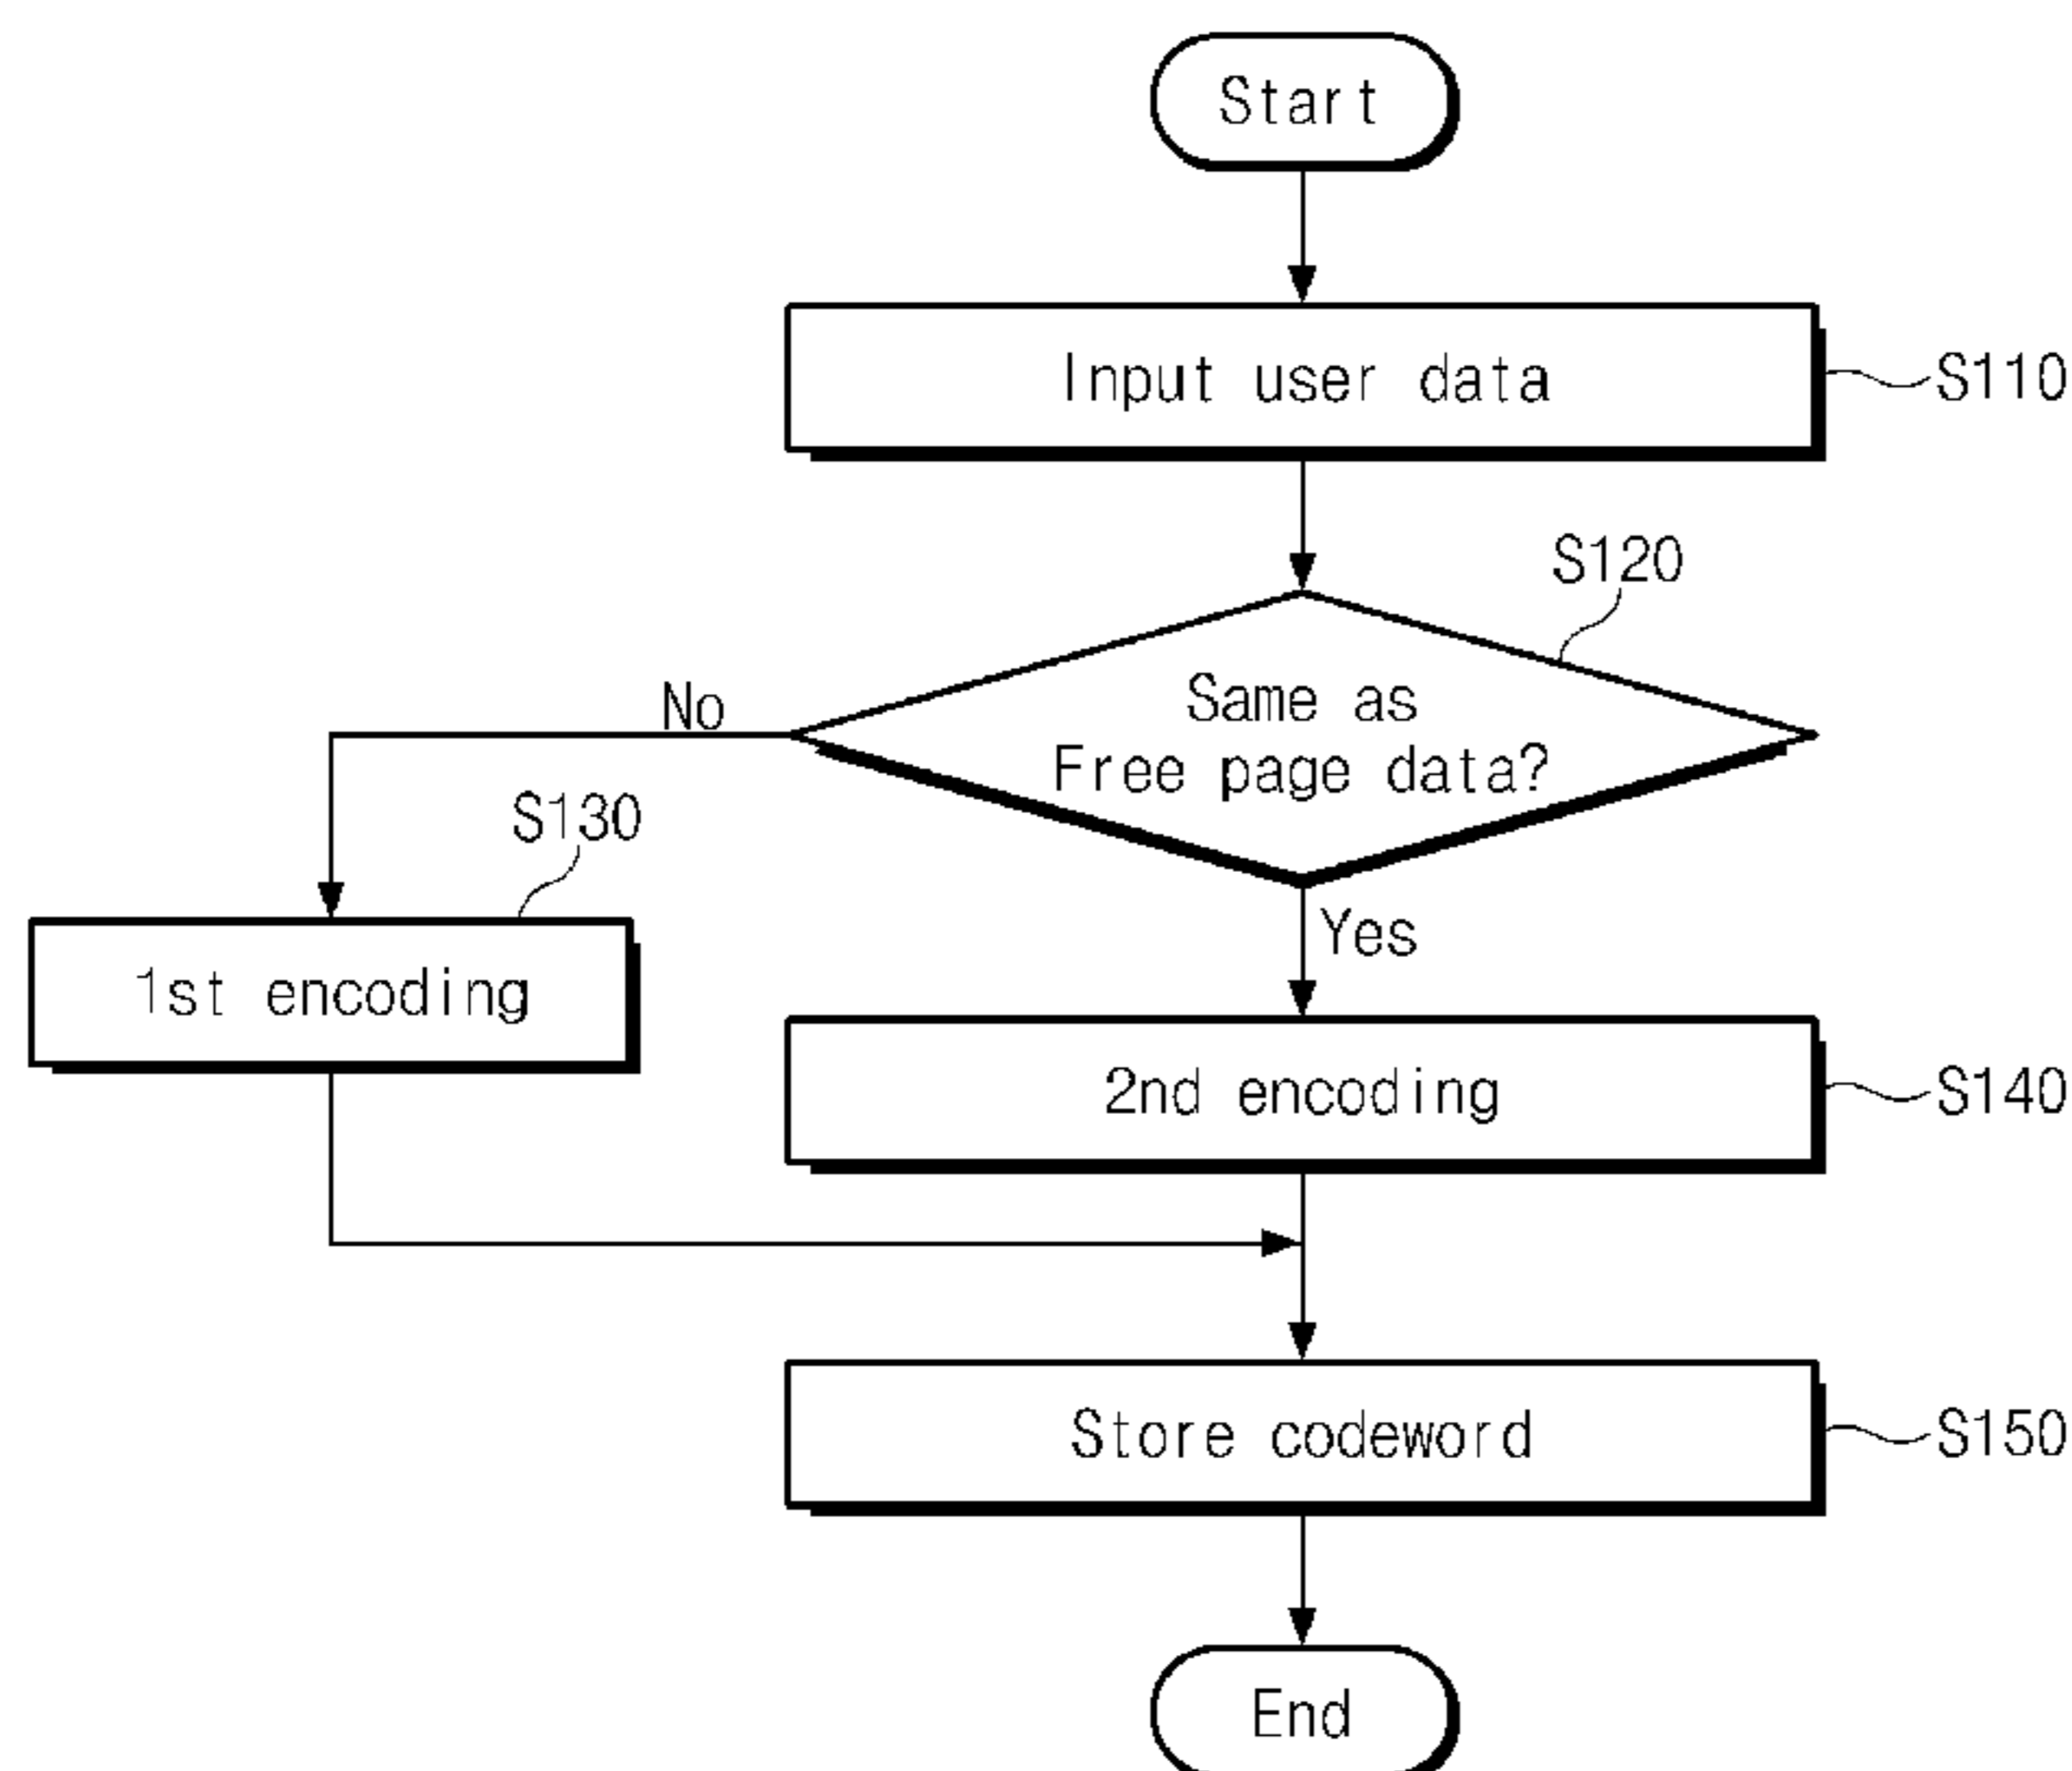 Start
Input user data
S110
S120
Same as
Free page data?
No
Yes
S130
1st encoding
2nd encoding
S140
Store codeword
S150
End